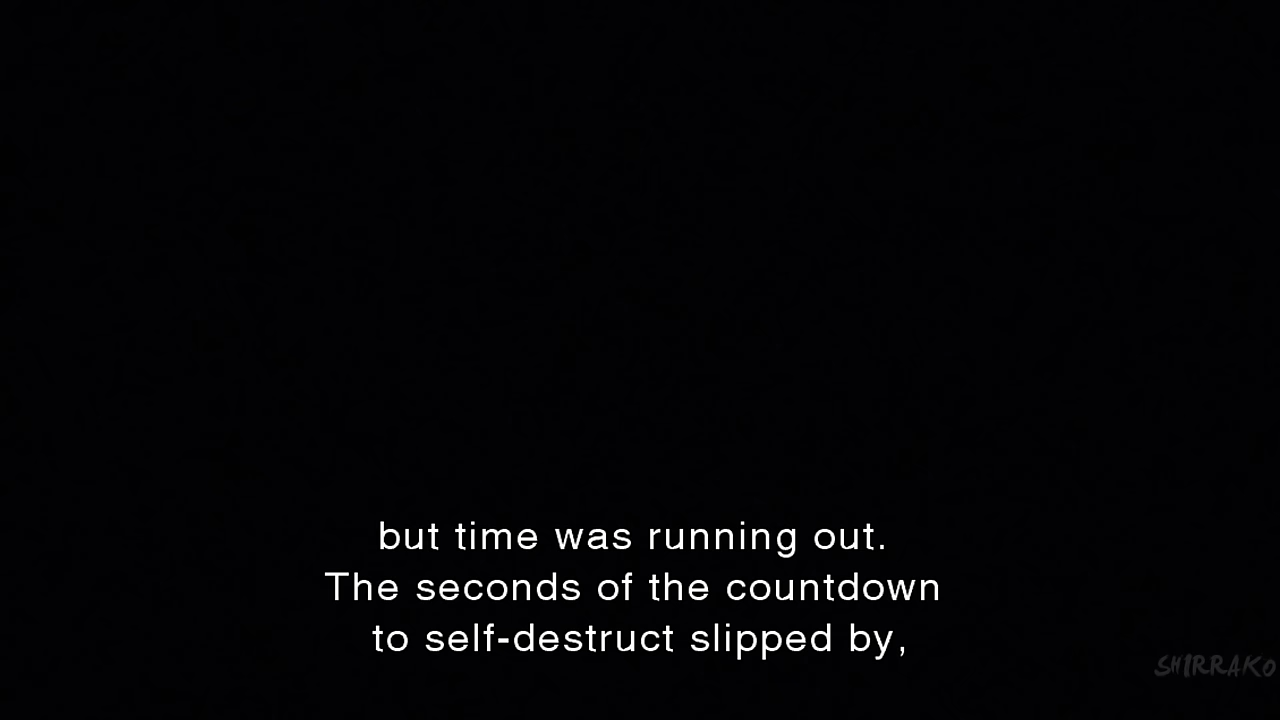 but time was running out.
The seconds of the countdown
to self-destruct slipped by,
SHIRRAKO